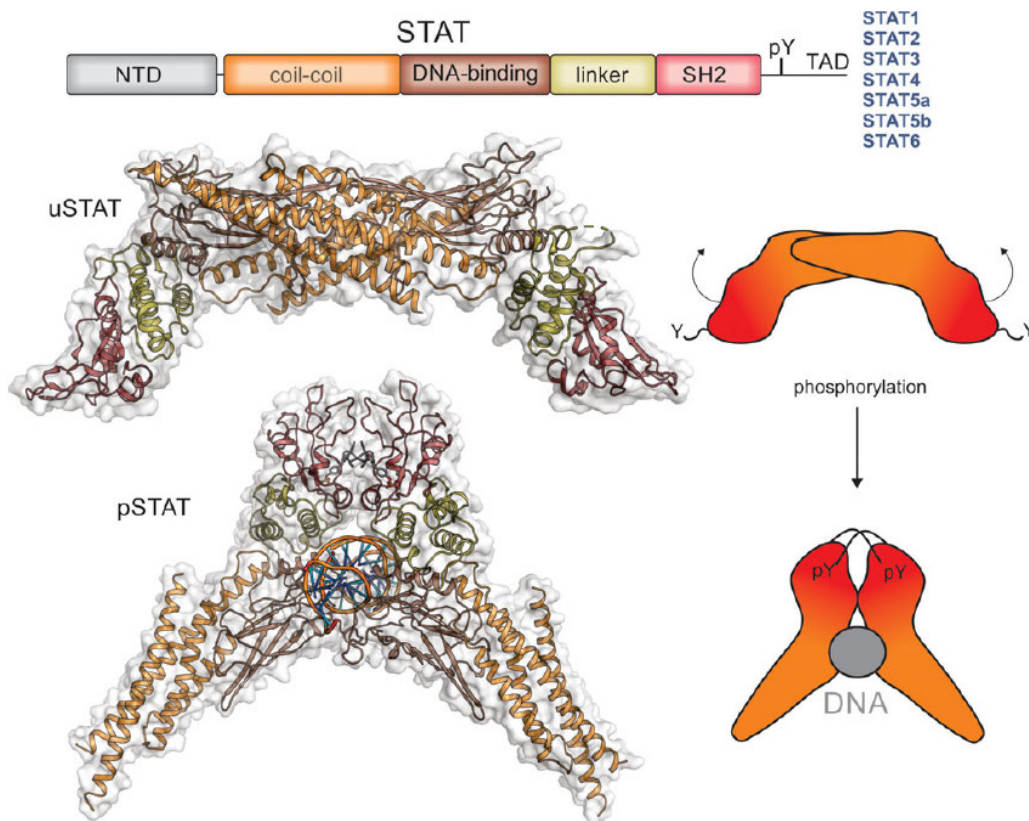 STAT
NTD
coil-coil
DNA-binding
linker
SH2
pY
TAD
STAT1
STAT2
STAT3
STAT4
STAT5a
STAT5b
STAT6
uSTAT
Y
Y
phosphorylation
pSTAT
pY
pY
DNA